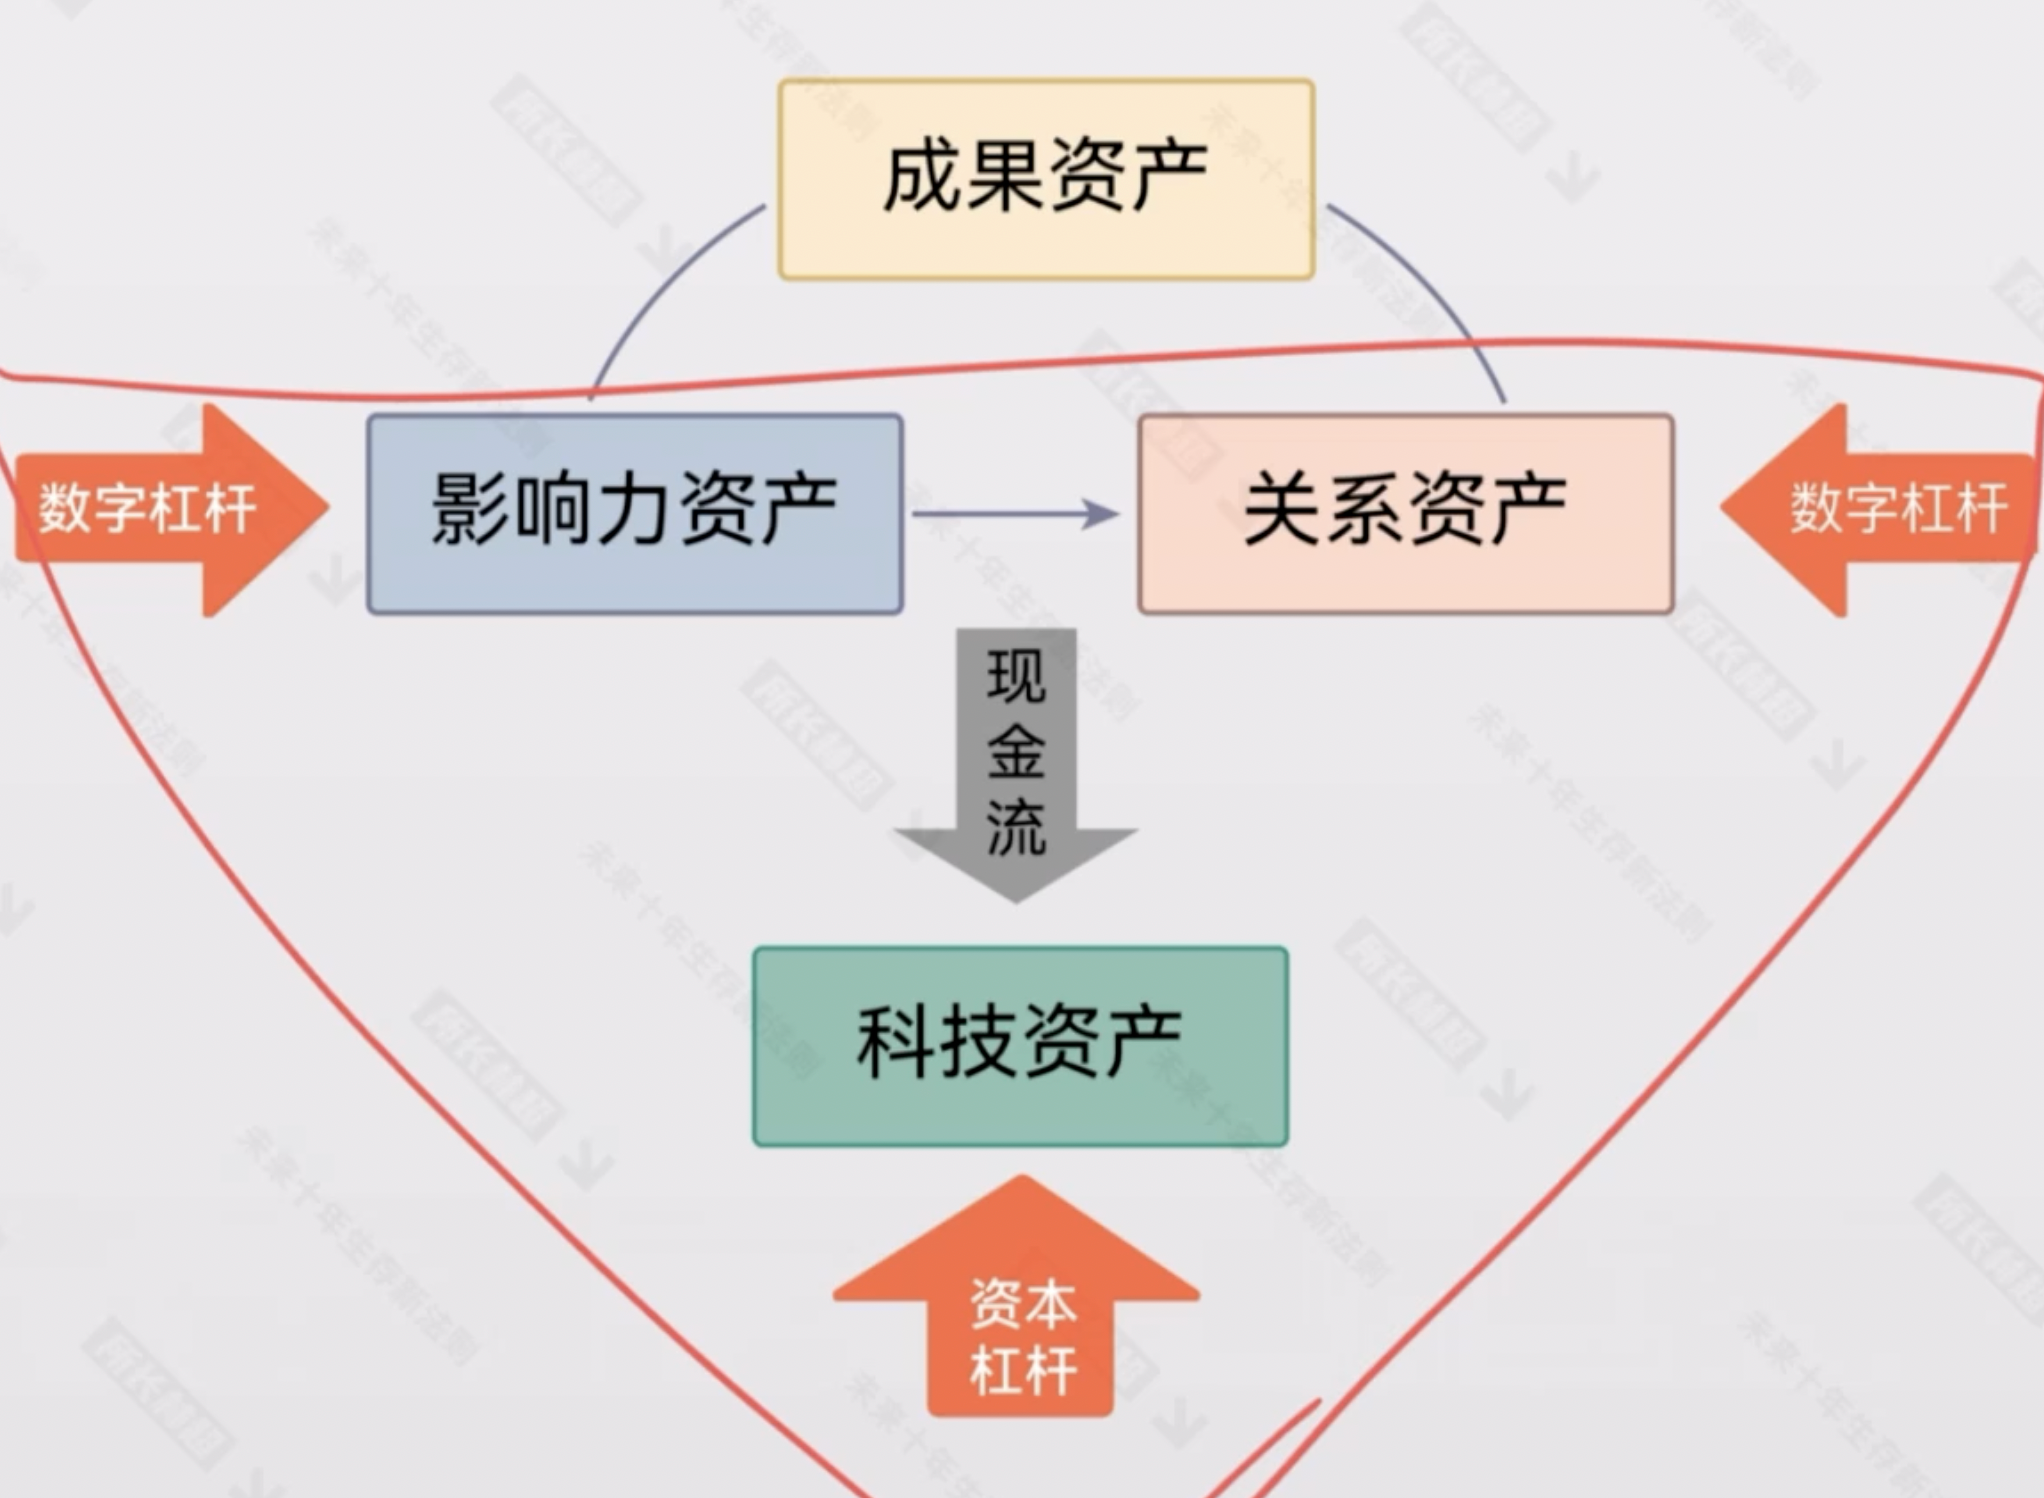 成果资产
数字杠杆
影响力资产
关系资产
数字杠杆
现
金
流
科技资产
资本
杠杆
未来十年生存新法则